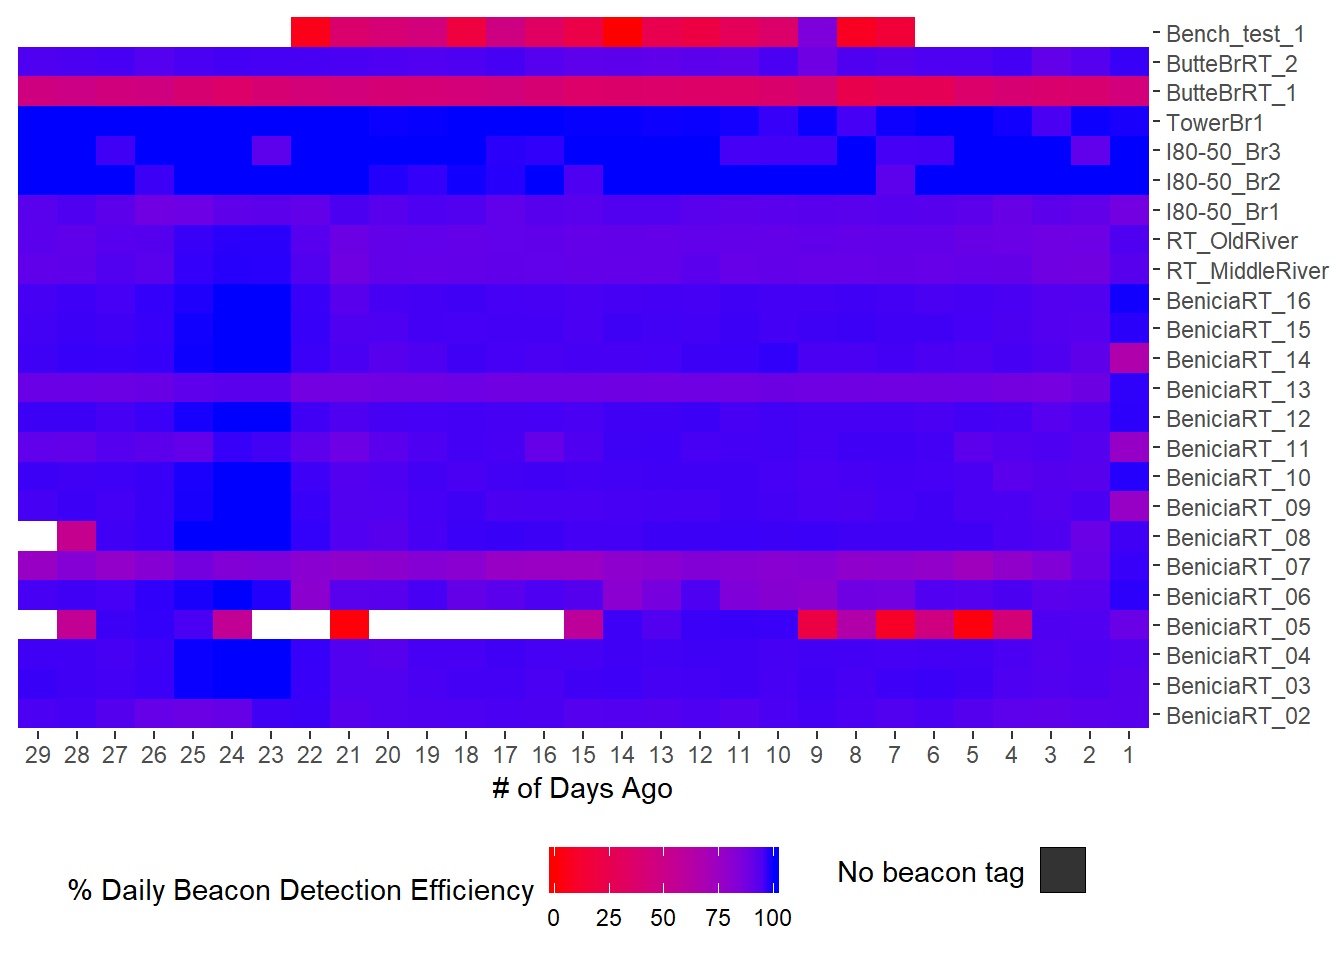 Bench_test_1
ButteBrRT_2
ButteBrRT_1
TowerBr1
I80-50_Br3
I80-50_Br2
I80-50_Br1
RT_OldRiver
RT_MiddleRiver
BeniciaRT_16
BeniciaRT_15
BeniciaRT_14
BeniciaRT_13
BeniciaRT_12
BeniciaRT_11
BeniciaRT_10
BeniciaRT_09
BeniciaRT_08
BeniciaRT_07
BeniciaRT_06
BeniciaRT_05
BeniciaRT_04
BeniciaRT_03
BeniciaRT_02
29 28 27 26 25 24 23 22 21 20 19 18 17 16 15 14 13 12 11 10 9 8 7 6 5 4 3 2 1
# of Days Ago
% Daily Beacon Detection Efficiency
0 25 50 75 100
No beacon tag